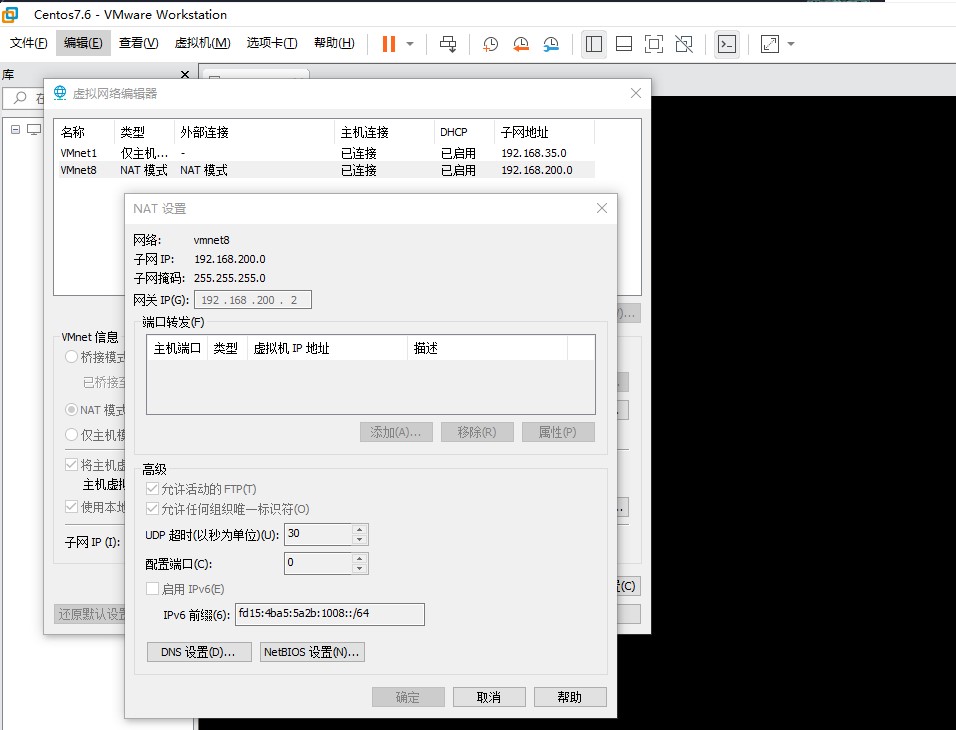 Centos7.6 - VMware Workstation
文件(F) 编辑(E) 查看(V) 虚拟机(M) 选项卡(T) 帮助(H)
库
虚拟网络编辑器
名称 类型 外部连接 主机连接 DHCP 子网地址
VMnet1 仅主机... - 已连接 已启用 192.168.35.0
VMnet8 NAT 模式 NAT 模式 已连接 已启用 192.168.200.0
NAT 设置
网络: vmnet8
子网 IP: 192.168.200.0
子网掩码: 255.255.255.0
网关 IP(G): 192 . 168 . 200 . 2
端口转发(F)
主机端口 类型 虚拟机 IP 地址 描述
添加(A)... 移除(R) 属性(P)
高级
允许活动的 FTP(T)
允许任何组织唯一标识符(O)
UDP 超时(以秒为单位)(U): 30
配置端口(C): 0
启用 IPv6(E)
IPv6 前缀(6): fd15:4ba5:5a2b:1008::/64
DNS 设置(D)... NetBIOS 设置(N)...
确定 取消 帮助
VMnet 信息
桥接模式
已桥接至
NAT 模式
仅主机模
将主机虚
主机虚拟
使用本地
子网 IP (I):
还原默认设置
(C)